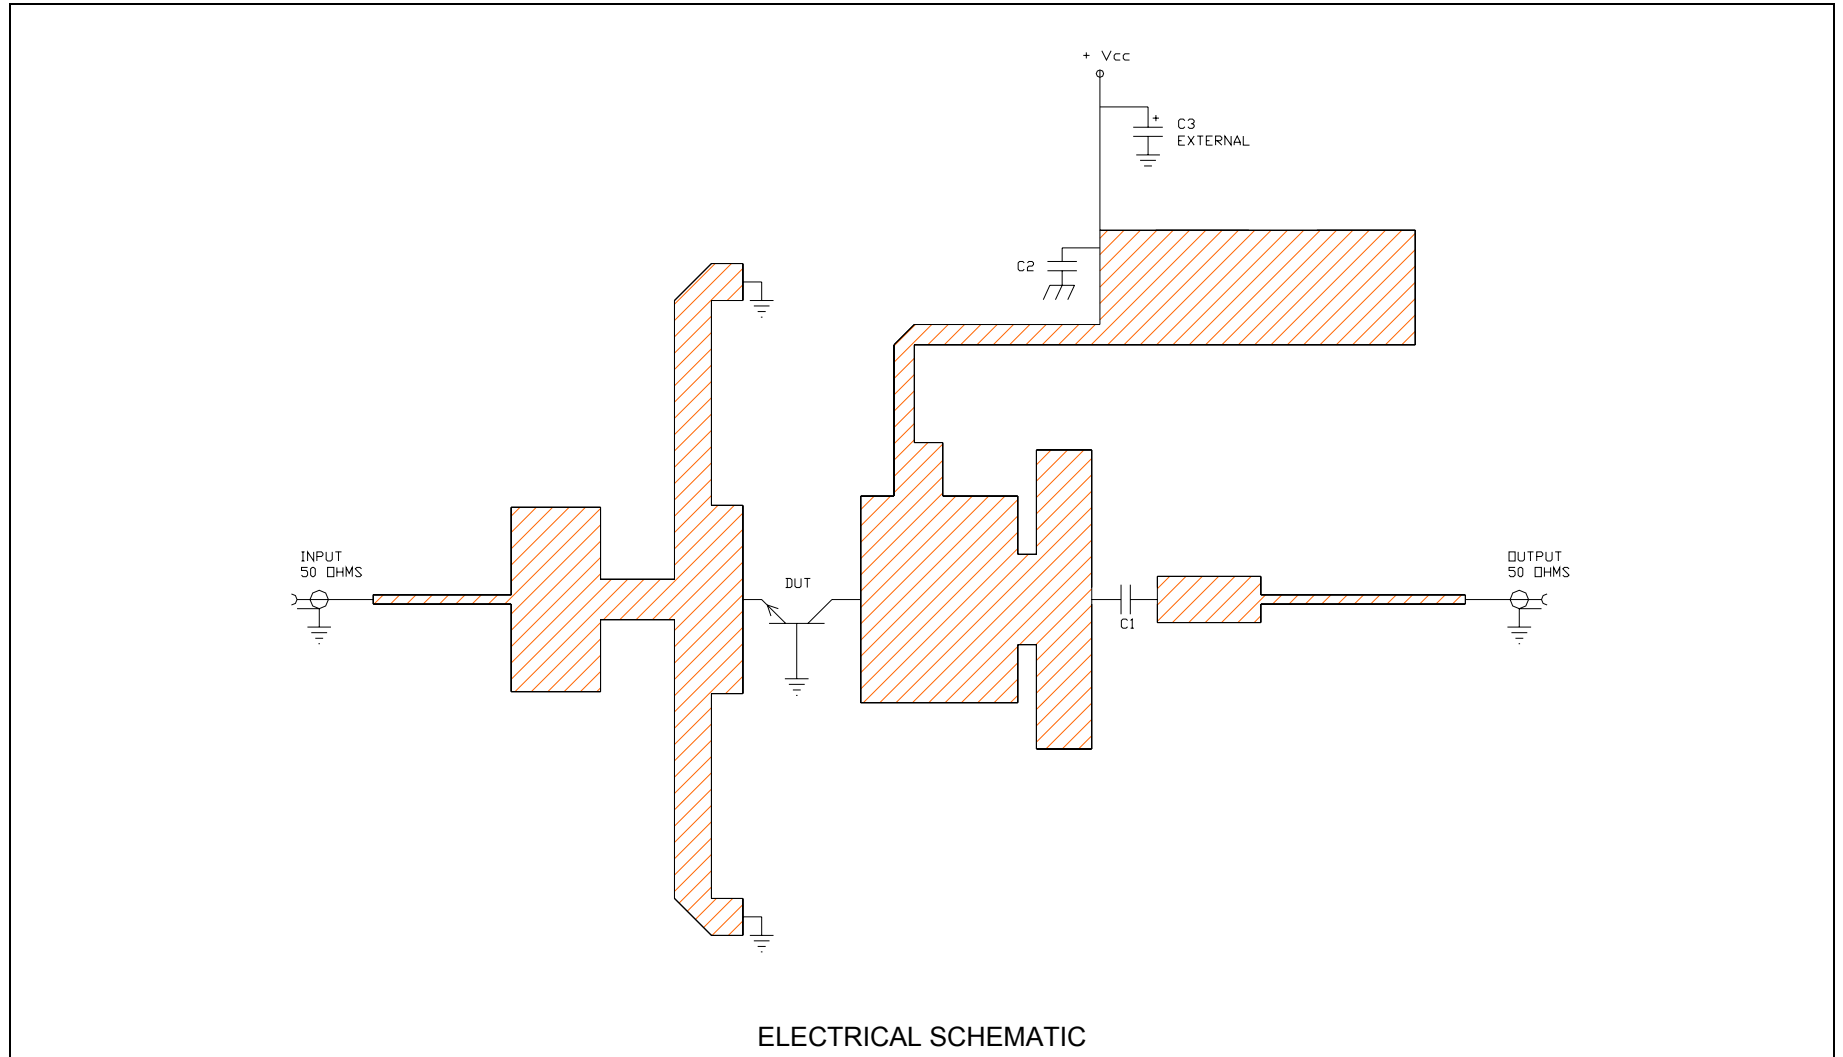 + Vcc
+ C3
EXTERNAL
C2
INPUT
50 OHMS
DUT
OUTPUT
50 OHMS
C1
ELECTRICAL SCHEMATIC